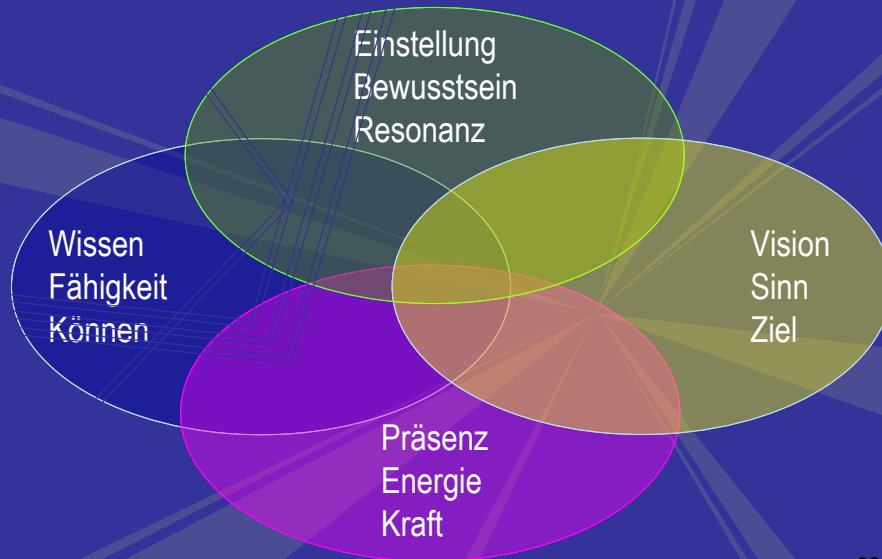 Einstellung
Bewusstsein
Resonanz
Wissen
Fähigkeit
Können
Vision
Sinn
Ziel
Präsenz
Energie
Kraft